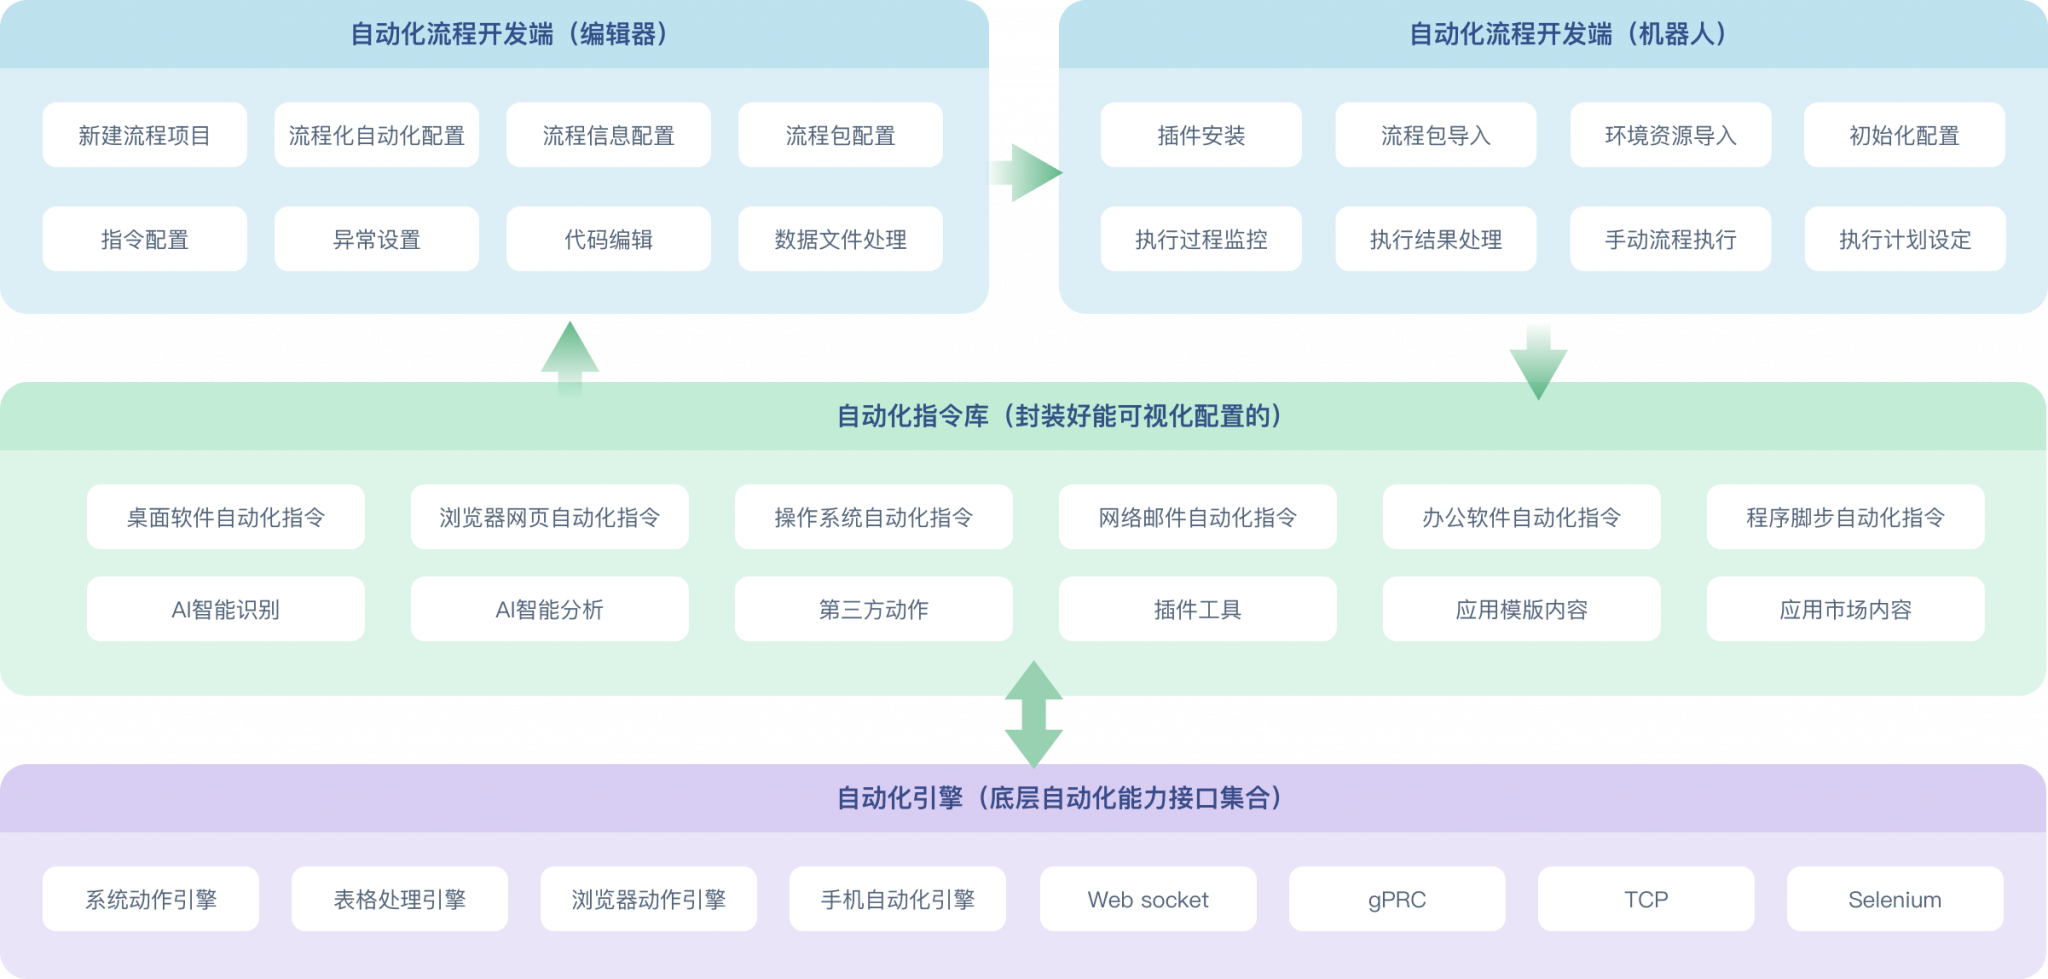 自动化流程开发端（编辑器）
新建流程项目
流程化自动化配置
流程信息配置
流程包配置
指令配置
异常设置
代码编辑
数据文件处理
自动化流程开发端（机器人）
插件安装
流程包导入
环境资源导入
初始化配置
执行过程监控
执行结果处理
手动流程执行
执行计划设定
自动化指令库（封装好能可视化配置的）
桌面软件自动化指令
浏览器网页自动化指令
操作系统自动化指令
网络邮件自动化指令
办公软件自动化指令
程序脚步自动化指令
AI智能识别
AI智能分析
第三方动作
插件工具
应用模版内容
应用市场内容
自动化引擎（底层自动化能力接口集合）
系统动作引擎
表格处理引擎
浏览器动作引擎
手机自动化引擎
Web socket
gPRC
TCP
Selenium